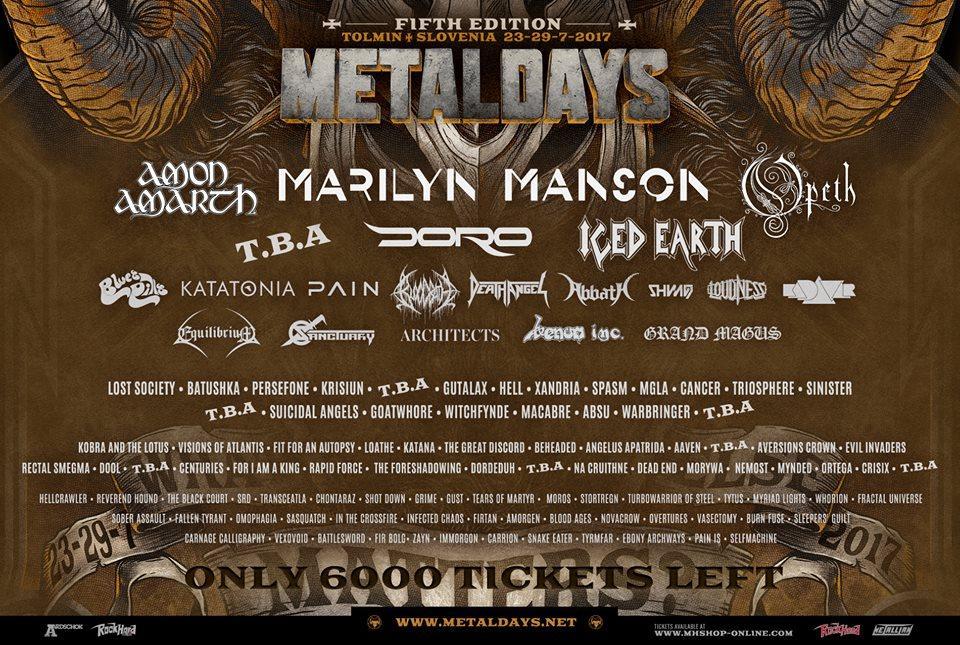 FIFTH EDITION
TOLMIN SLOVENIA 23-29-7-2017
METALDAYS
AMON AMARTH MARILYN MANSON Opeth
T.B.A DORO ICED EARTH
Blues Pills KATATONIA PAIN BLOODBATH DEATH ANGEL Abbath SHINING LOUDNESS KADAVAR
Equilibrium SANCTUARY ARCHITECTS Venom inc. GRAND MAGUS
LOST SOCIETY • BATUSHKA • PERSEFONE • KRISIUN • T.B.A • GUTALAX • HELL • XANDRIA • SPASM • MGLA • CANCER • TRIOSPHERE • SINISTER
T.B.A • SUICIDAL ANGELS • GOATWHORE • WITCHFYNDE • MACABRE • ABSU • WARBRINGER • T.B.A
KOBRA AND THE LOTUS • VISIONS OF ATLANTIS • FIT FOR AN AUTOPSY • LOATHE • KATANA • THE GREAT DISCORD • BEHEADED • ANGELUS APATRIDA • AAVEN • T.B.A • AVERSIONS CROWN • EVIL INVADERS
RECTAL SMEGMA • DOOL • T.B.A • CENTURIES • FOR I AM A KING • RAPID FORCE • THE FORESHADOWING • DORDEDUH • T.B.A • NA CRUITHNE • DEAD END • MORYWA • NEMOST • MYNDED • ORTEGA • CRISIX • T.B.A
HELLCRAWLER • REVEREND HOUND • THE BLACK COURT • SRD • TRANSCEATLA • CHONTARAZ • SHOT DOWN • GRIME • GUST • TEARS OF MARTYR • MOROS • STORTREGN • TURBOWARRIOR OF STEEL • TYTUS • MYRIAD LIGHTS • WHORION • FRACTAL UNIVERSE
SOBER ASSAULT • FALLEN TYRANT • OMOPHAGIA • SASQUATCH • IN THE CROSSFIRE • INFECTED CHAOS • FIRTAN • AMORGEN • BLOOD AGES • NOVACROW • OVERTURES • VASECTOMY • BURN FUSE • SLEEPERS' GUILT
CARNAGE CALLIGRAPHY • VEXOVOID • BATTLESWORD • FIR BOLG • ZAYN • IMMORGON • CARRION • SNAKE EATER • TYRMFAR • EBONY ARCHWAYS • PAIN IS • SELFMACHINE
WHAT ELSE
23-29-7 2017
MATTERS?
ONLY 6000 TICKETS LEFT
AARDSCHOK RockHard WWW.METALDAYS.NET TICKETS AVAILABLE AT RockHard METALLIAN
WWW.MHSHOP-ONLINE.COM